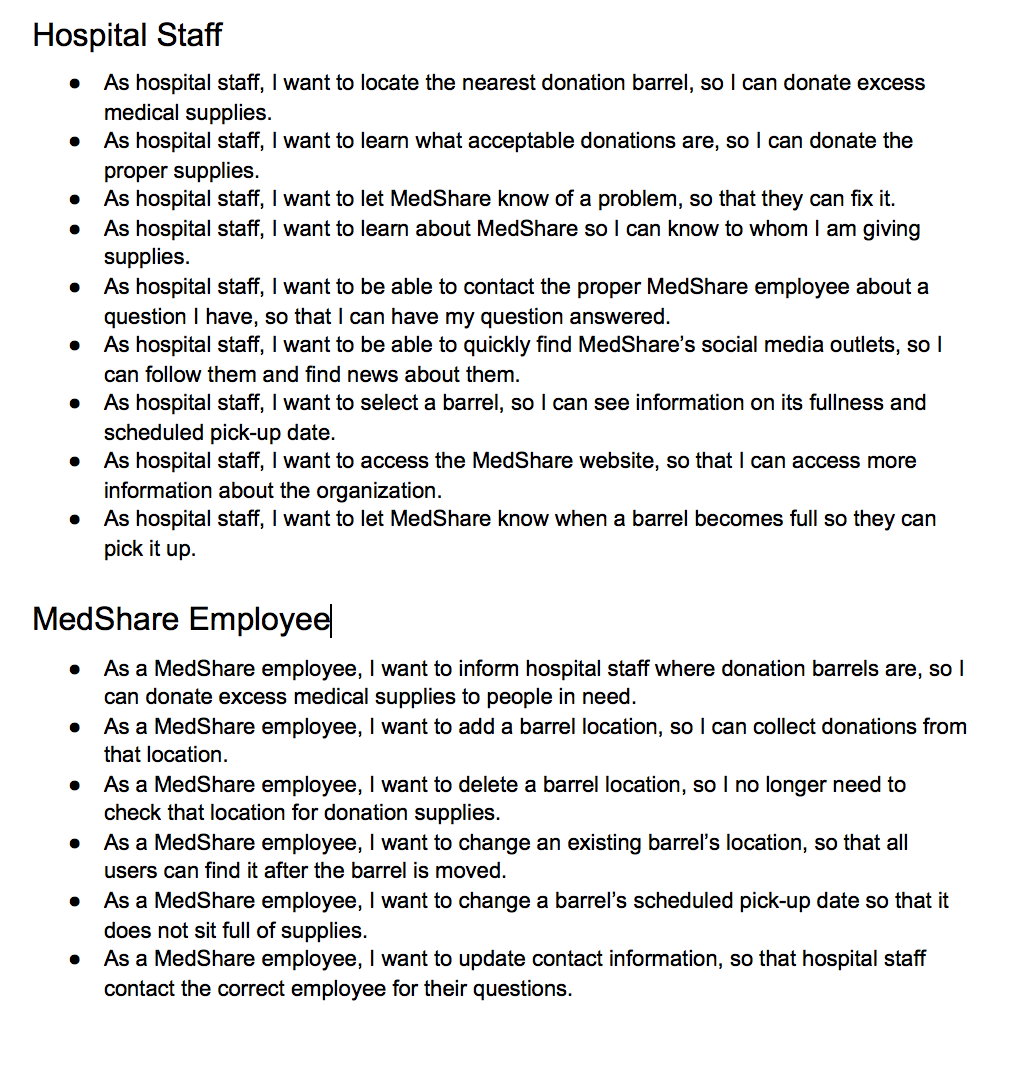 Hospital Staff
● As hospital staff, I want to locate the nearest donation barrel, so I can donate excess
medical supplies.
● As hospital staff, I want to learn what acceptable donations are, so I can donate the
proper supplies.
● As hospital staff, I want to let MedShare know of a problem, so that they can fix it.
● As hospital staff, I want to learn about MedShare so I can know to whom I am giving
supplies.
● As hospital staff, I want to be able to contact the proper MedShare employee about a
question I have, so that I can have my question answered.
● As hospital staff, I want to be able to quickly find MedShare’s social media outlets, so I
can follow them and find news about them.
● As hospital staff, I want to select a barrel, so I can see information on its fullness and
scheduled pick-up date.
● As hospital staff, I want to access the MedShare website, so that I can access more
information about the organization.
● As hospital staff, I want to let MedShare know when a barrel becomes full so they can
pick it up.
MedShare Employee
● As a MedShare employee, I want to inform hospital staff where donation barrels are, so I
can donate excess medical supplies to people in need.
● As a MedShare employee, I want to add a barrel location, so I can collect donations from
that location.
● As a MedShare employee, I want to delete a barrel location, so I no longer need to
check that location for donation supplies.
● As a MedShare employee, I want to change an existing barrel’s location, so that all
users can find it after the barrel is moved.
● As a MedShare employee, I want to change a barrel’s scheduled pick-up date so that it
does not sit full of supplies.
● As a MedShare employee, I want to update contact information, so that hospital staff
contact the correct employee for their questions.